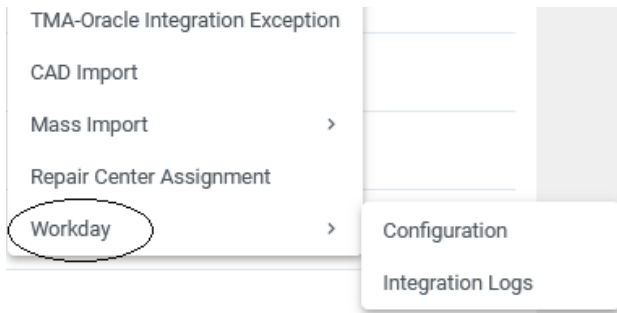 TMA-Oracle Integration Exception
CAD Import
Mass Import
Repair Center Assignment
Workday
Configuration
Integration Logs